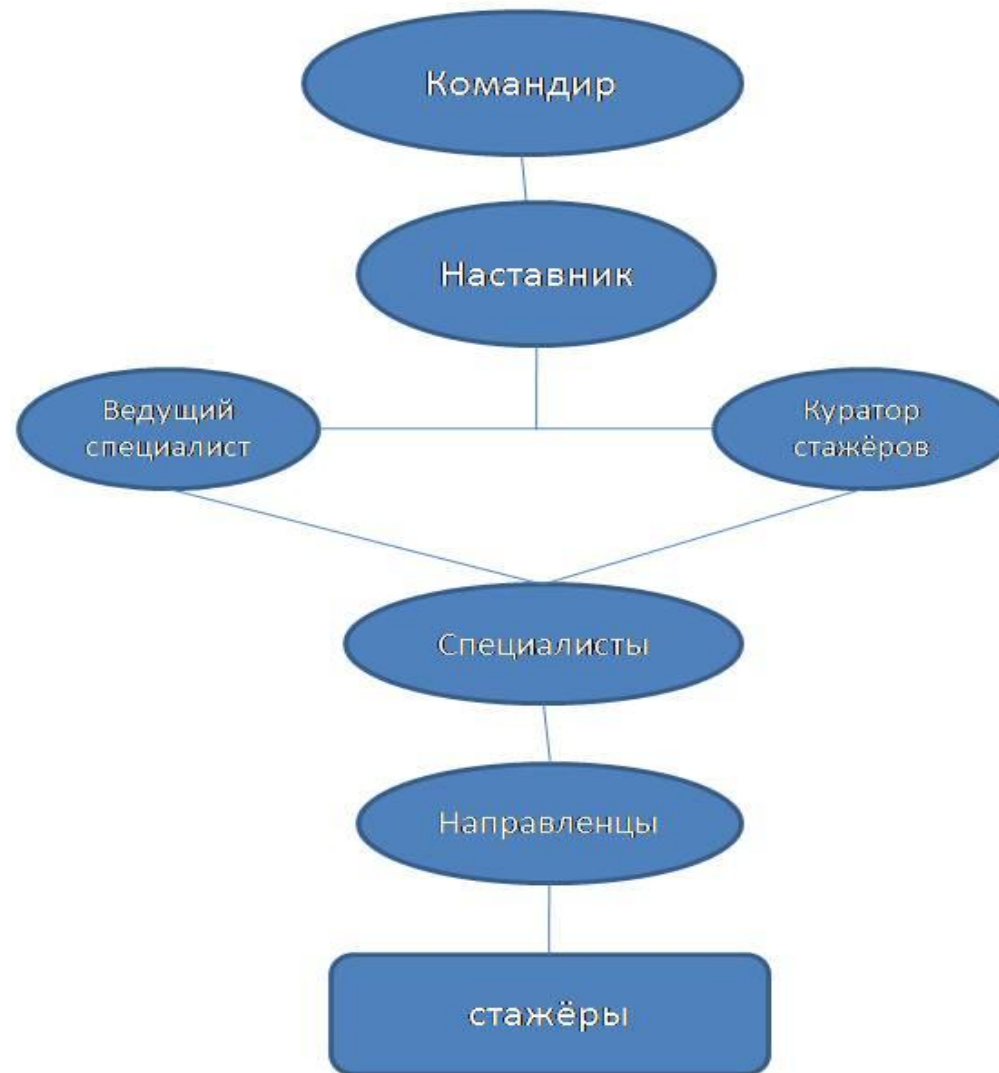 Командир
Наставник
Ведущий
специалист
Куратор
стажёров
Специалисты
Направленцы
стажёры